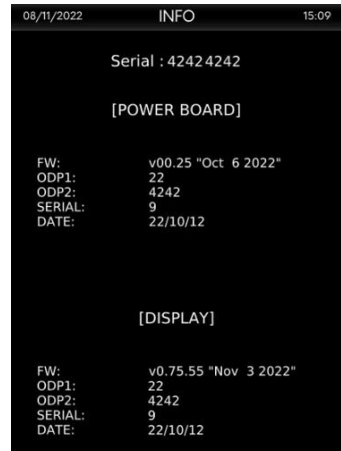 08/11/2022 INFO 15:09
Serial : 42424242
[POWER BOARD]
FW: v00.25 "Oct 6 2022"
ODP1: 22
ODP2: 4242
SERIAL: 9
DATE: 22/10/12
[DISPLAY]
FW: v0.75.55 "Nov 3 2022"
ODP1: 22
ODP2: 4242
SERIAL: 9
DATE: 22/10/12